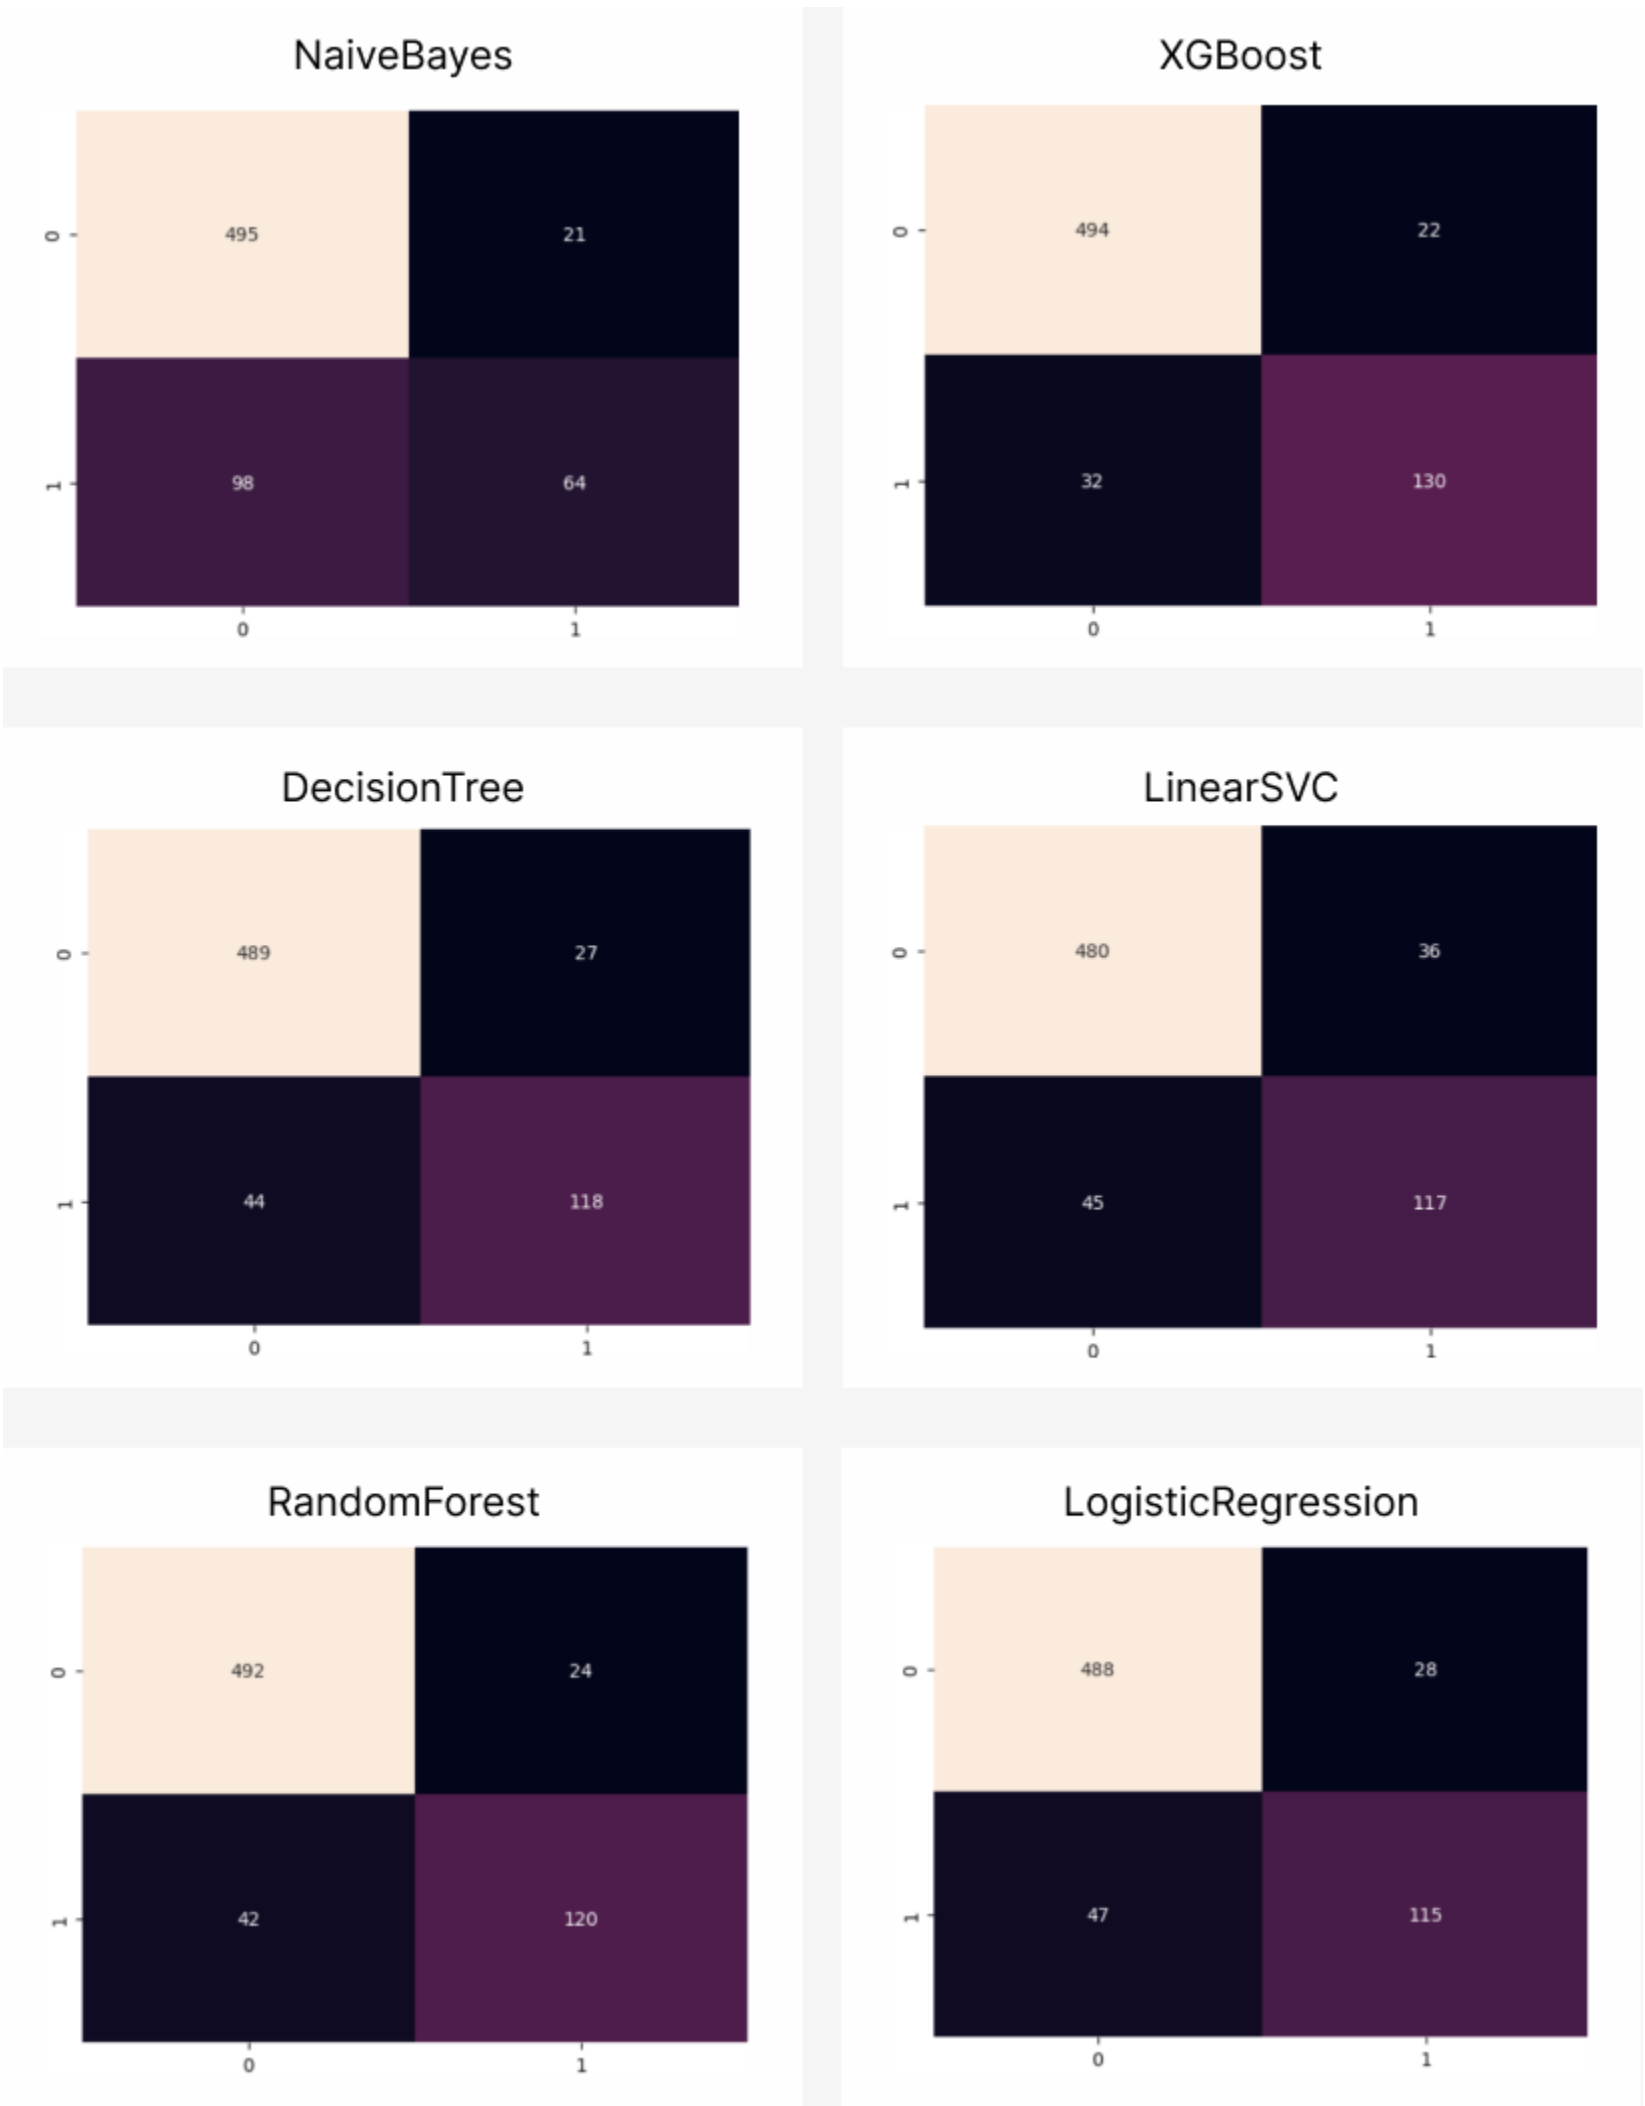 NaiveBayes
0 495 21
1 98 64
0 1
XGBoost
0 494 22
1 32 130
0 1
DecisionTree
0 489 27
1 44 118
0 1
LinearSVC
0 480 36
1 45 117
0 1
RandomForest
0 492 24
1 42 120
0 1
LogisticRegression
0 488 28
1 47 115
0 1